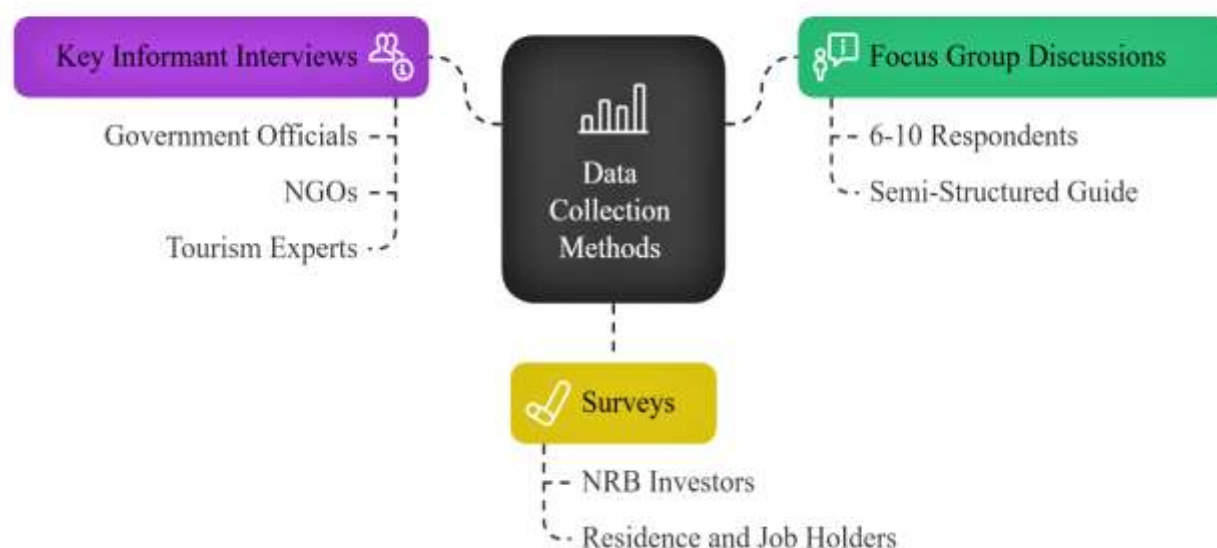 Key Informant Interviews
Government Officials
NGOs
Tourism Experts
Data
Collection
Methods
Focus Group Discussions
6-10 Respondents
Semi-Structured Guide
Surveys
NRB Investors
Residence and Job Holders